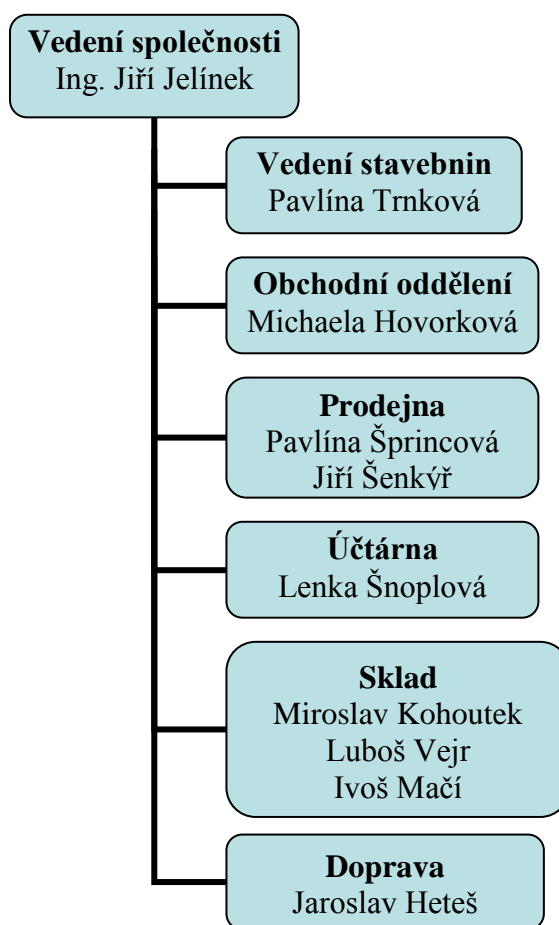 Vedení společnosti
Ing. Jiří Jelínek
Vedení stavebnin
Pavlína Trnková
Obchodní oddělení
Michaela Hovorková
Prodejna
Pavlína Šprincová
Jiří Šenkýř
Účtárna
Lenka Šnoplová
Sklad
Miroslav Kohoutek
Luboš Vejr
Ivoš Mačí
Doprava
Jaroslav Heteš